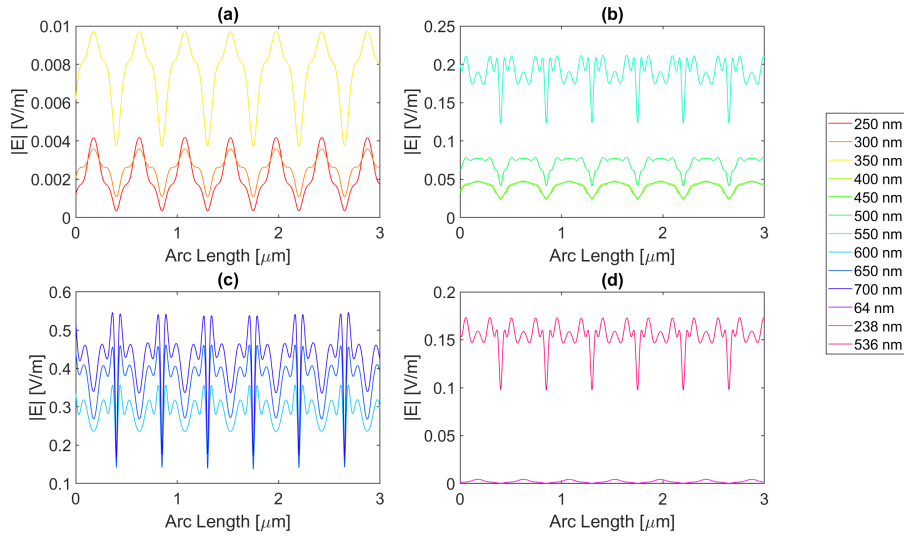 (a)
0.01
0.008
0.006
0.004
0.002
0
|E| [V/m]
0
1
2
3
Arc Length [μm]
(b)
0.25
0.2
0.15
0.1
0.05
0
|E| [V/m]
0
1
2
3
Arc Length [μm]
(c)
0.6
0.5
0.4
0.3
0.2
0.1
|E| [V/m]
0
1
2
3
Arc Length [μm]
(d)
0.2
0.15
0.1
0.05
0
|E| [V/m]
0
1
2
3
Arc Length [μm]
250 nm
300 nm
350 nm
400 nm
450 nm
500 nm
550 nm
600 nm
650 nm
700 nm
64 nm
238 nm
536 nm